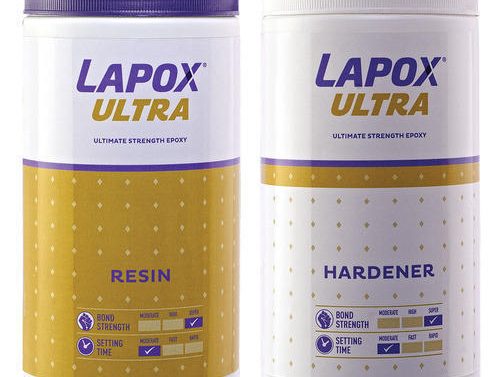 LAPOX®
ULTRA
ULTIMATE STRENGTH EPOXY
RESIN
MODERATE HIGH SUPER
BOND
STRENGTH
MODERATE FAST RAPID
SETTING
TIME
LAPOX®
ULTRA
ULTIMATE STRENGTH EPOXY
HARDENER
MODERATE HIGH SUPER
BOND
STRENGTH
MODERATE FAST RAPID
SETTING
TIME